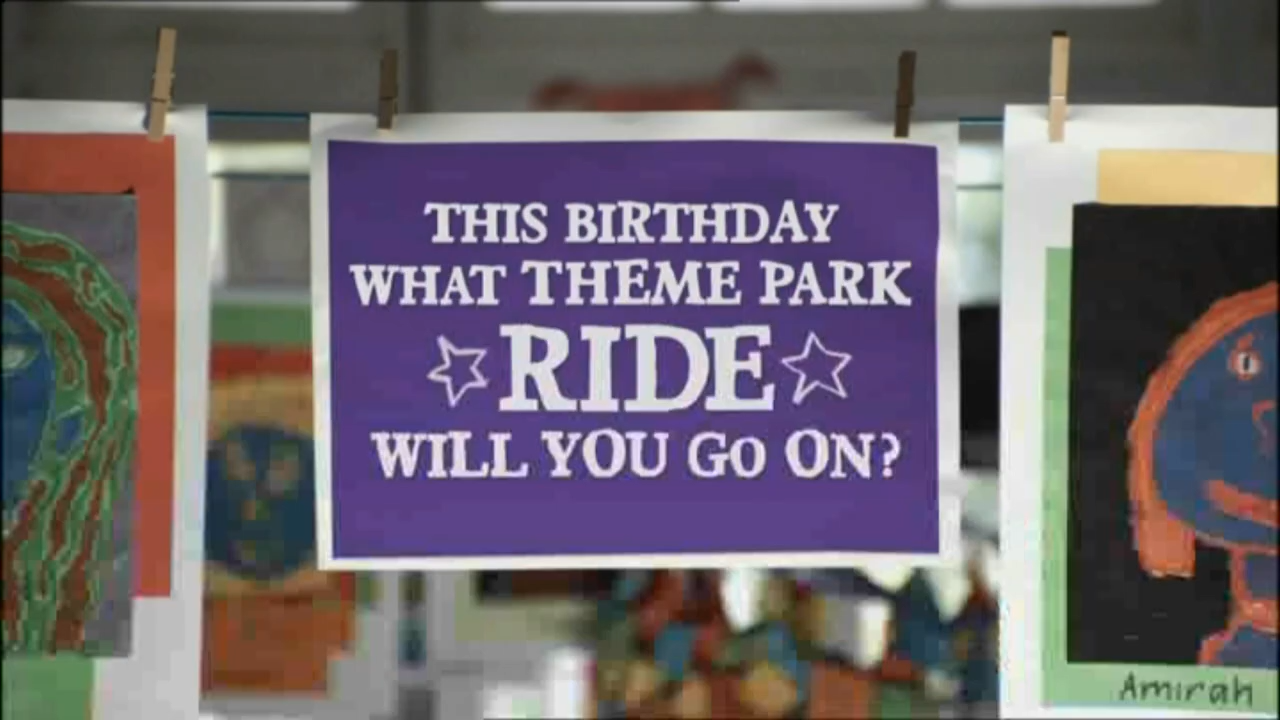 THIS BIRTHDAY
WHAT THEME PARK
RIDE
WILL YOU GO ON?
Amirah